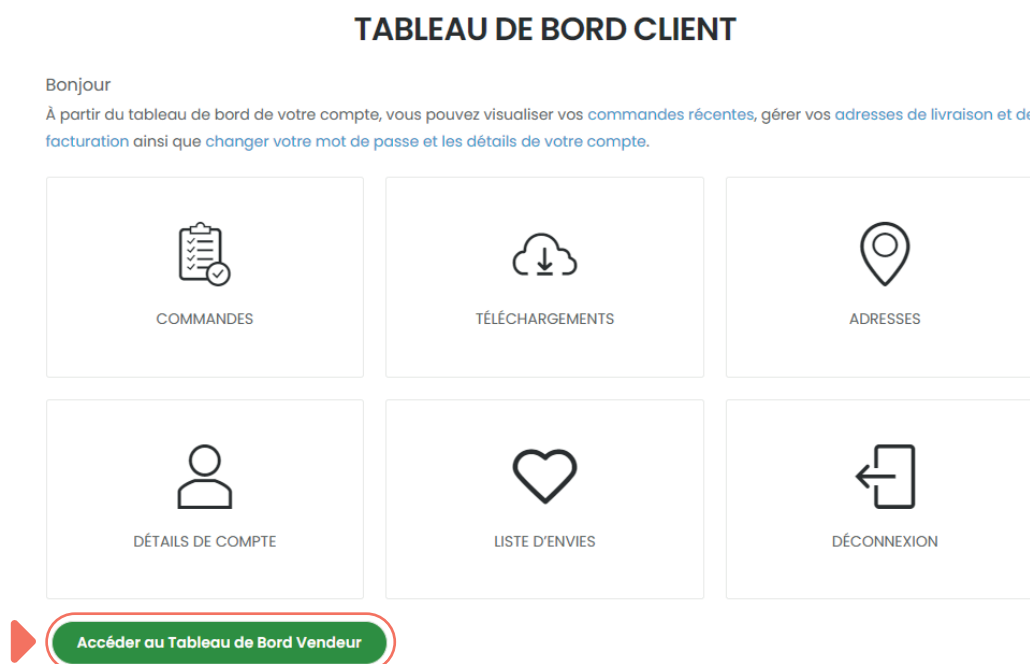 TABLEAU DE BORD CLIENT
Bonjour
À partir du tableau de bord de votre compte, vous pouvez visualiser vos commandes récentes, gérer vos adresses de livraison et de
facturation ainsi que changer votre mot de passe et les détails de votre compte.
COMMANDES TÉLÉCHARGEMENTS ADRESSES
DÉTAILS DE COMPTE LISTE D'ENVIES DÉCONNEXION
Accéder au Tableau de Bord Vendeur